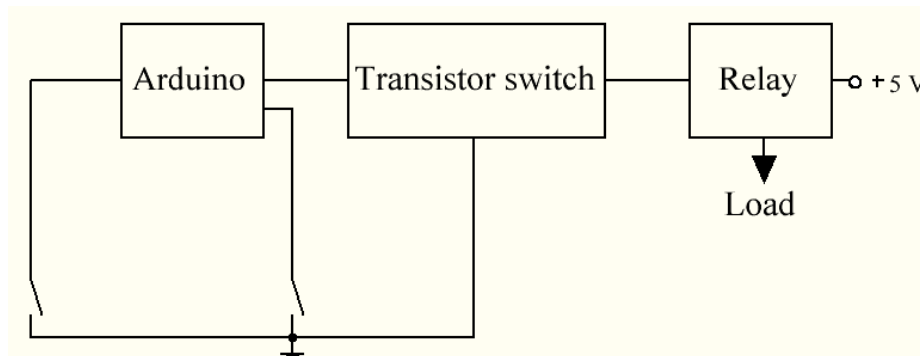 Arduino
Transistor switch
Relay
+5 V
Load